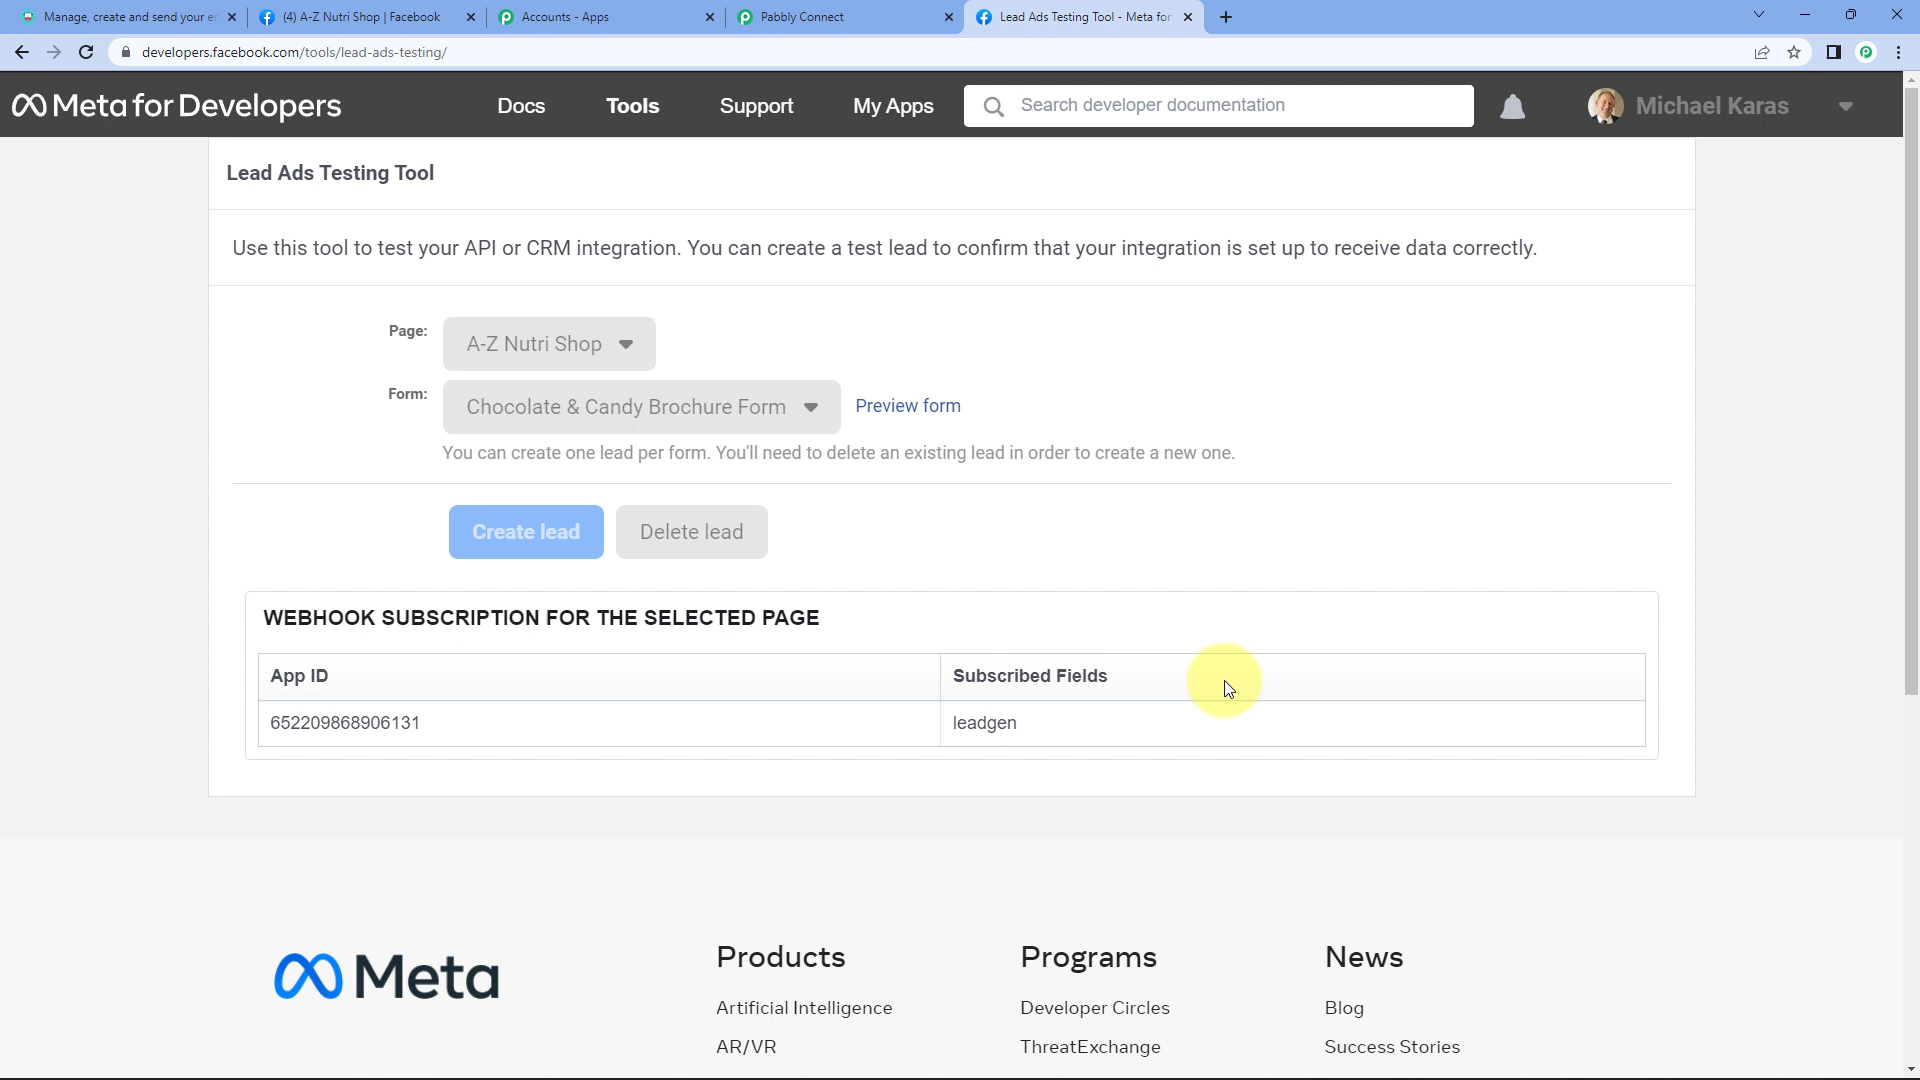 Manage, create and send your e
(4) A-Z Nutri Shop | Facebook
Accounts - Apps
Pabbly Connect
Lead Ads Testing Tool - Meta for
developers.facebook.com/tools/lead-ads-testing/
Meta for Developers
Docs
Tools
Support
My Apps
Search developer documentation
Michael Karas
Lead Ads Testing Tool
Use this tool to test your API or CRM integration. You can create a test lead to confirm that your integration is set up to receive data correctly.
Page:
A-Z Nutri Shop
Form:
Chocolate & Candy Brochure Form
Preview form
You can create one lead per form. You'll need to delete an existing lead in order to create a new one.
Create lead
Delete lead
WEBHOOK SUBSCRIPTION FOR THE SELECTED PAGE
App ID
Subscribed Fields
652209868906131
leadgen
Meta
Products
Programs
News
Artificial Intelligence
Developer Circles
Blog
AR/VR
ThreatExchange
Success Stories